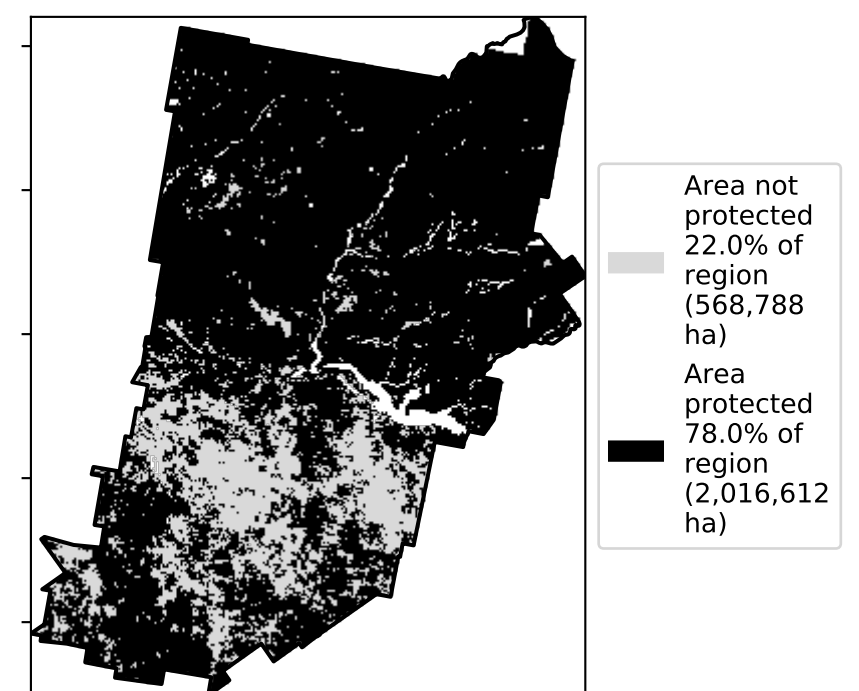 Area not
protected
22.0% of
region
(568,788
ha)
Area
protected
78.0% of
region
(2,016,612
ha)